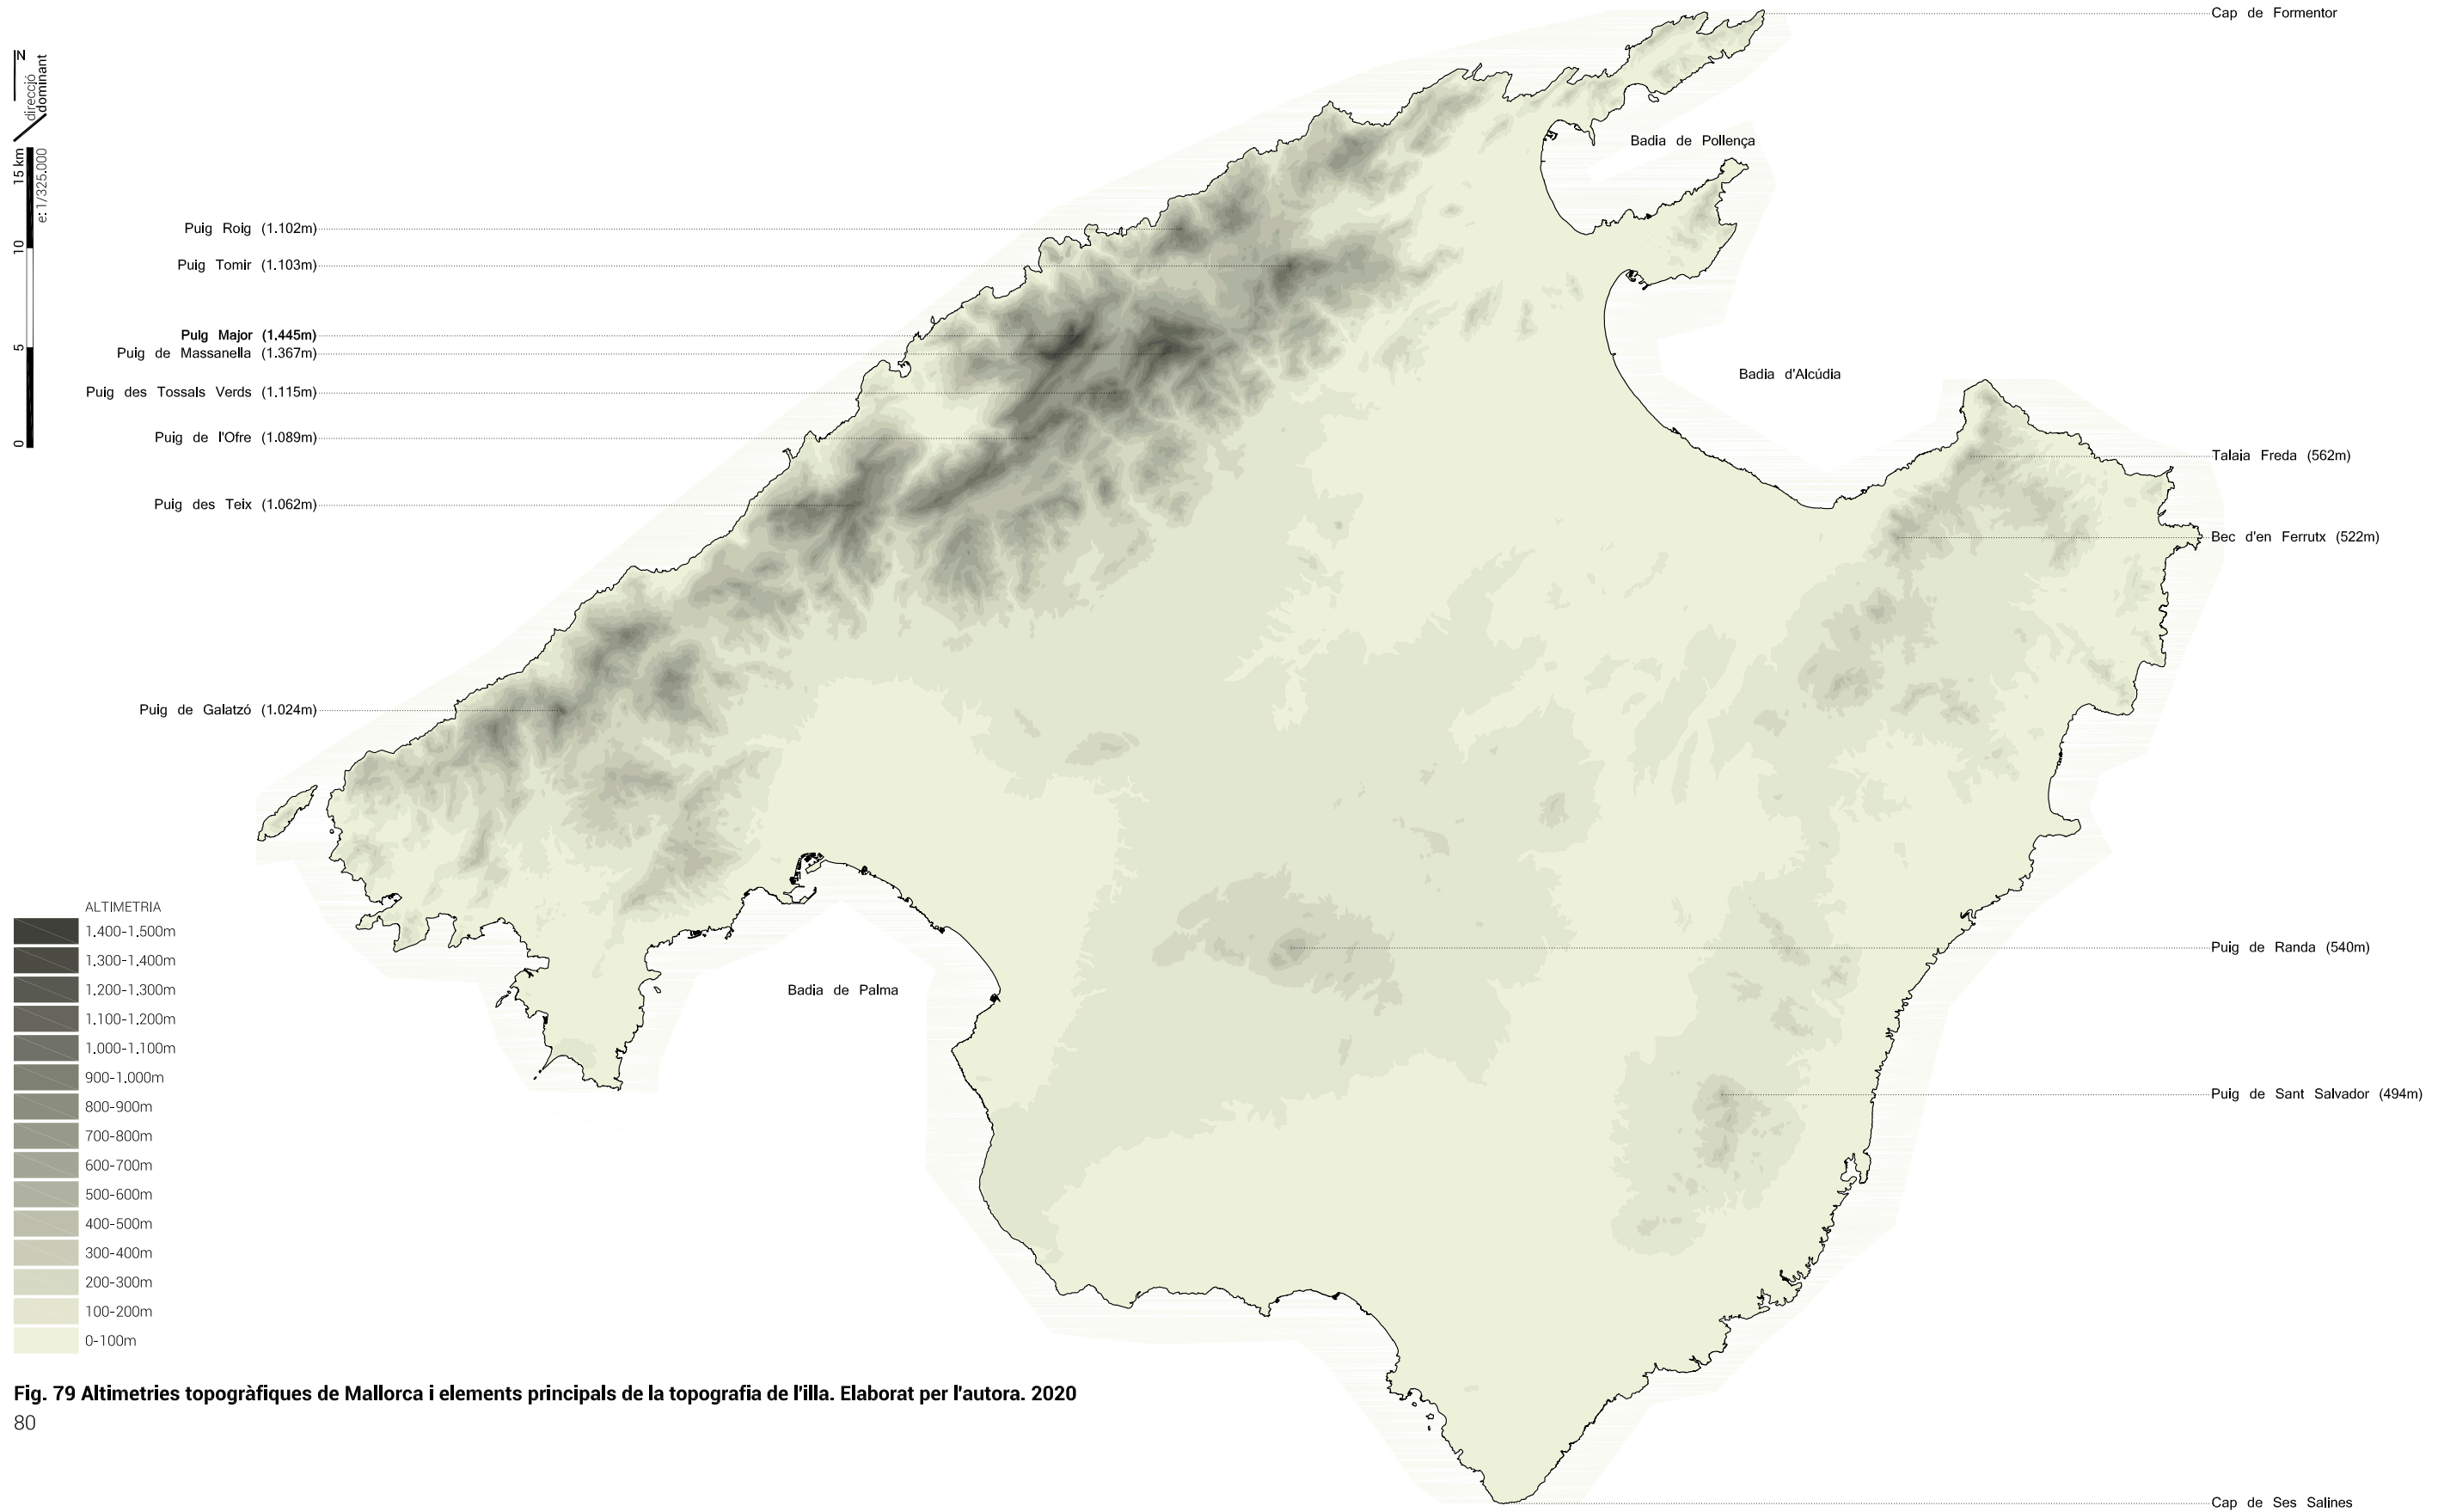 Cap de Formentor
N
direcció
dominant
Badia de Pollença
15 km
10
5
0
e: 1/325.000
Puig Roig (1.102m)
Puig Tomir (1.103m)
Puig Major (1.445m)
Puig de Massanella (1.367m)
Puig des Tossals Verds (1.115m)
Puig de l'Ofre (1.089m)
Puig des Teix (1.062m)
Puig de Galatzó (1.024m)
Badia d'Alcúdia
Talaia Freda (562m)
Bec d'en Ferrutx (522m)
Puig de Randa (540m)
Badia de Palma
Puig de Sant Salvador (494m)
ALTIMETRIA
1.400-1.500m
1.300-1.400m
1.200-1.300m
1.100-1.200m
1.000-1.100m
900-1.000m
800-900m
700-800m
600-700m
500-600m
400-500m
300-400m
200-300m
100-200m
0-100m
Fig. 79 Altimetries topogràfiques de Mallorca i elements principals de la topografia de l'illa. Elaborat per l'autora. 2020
80
Cap de Ses Salines